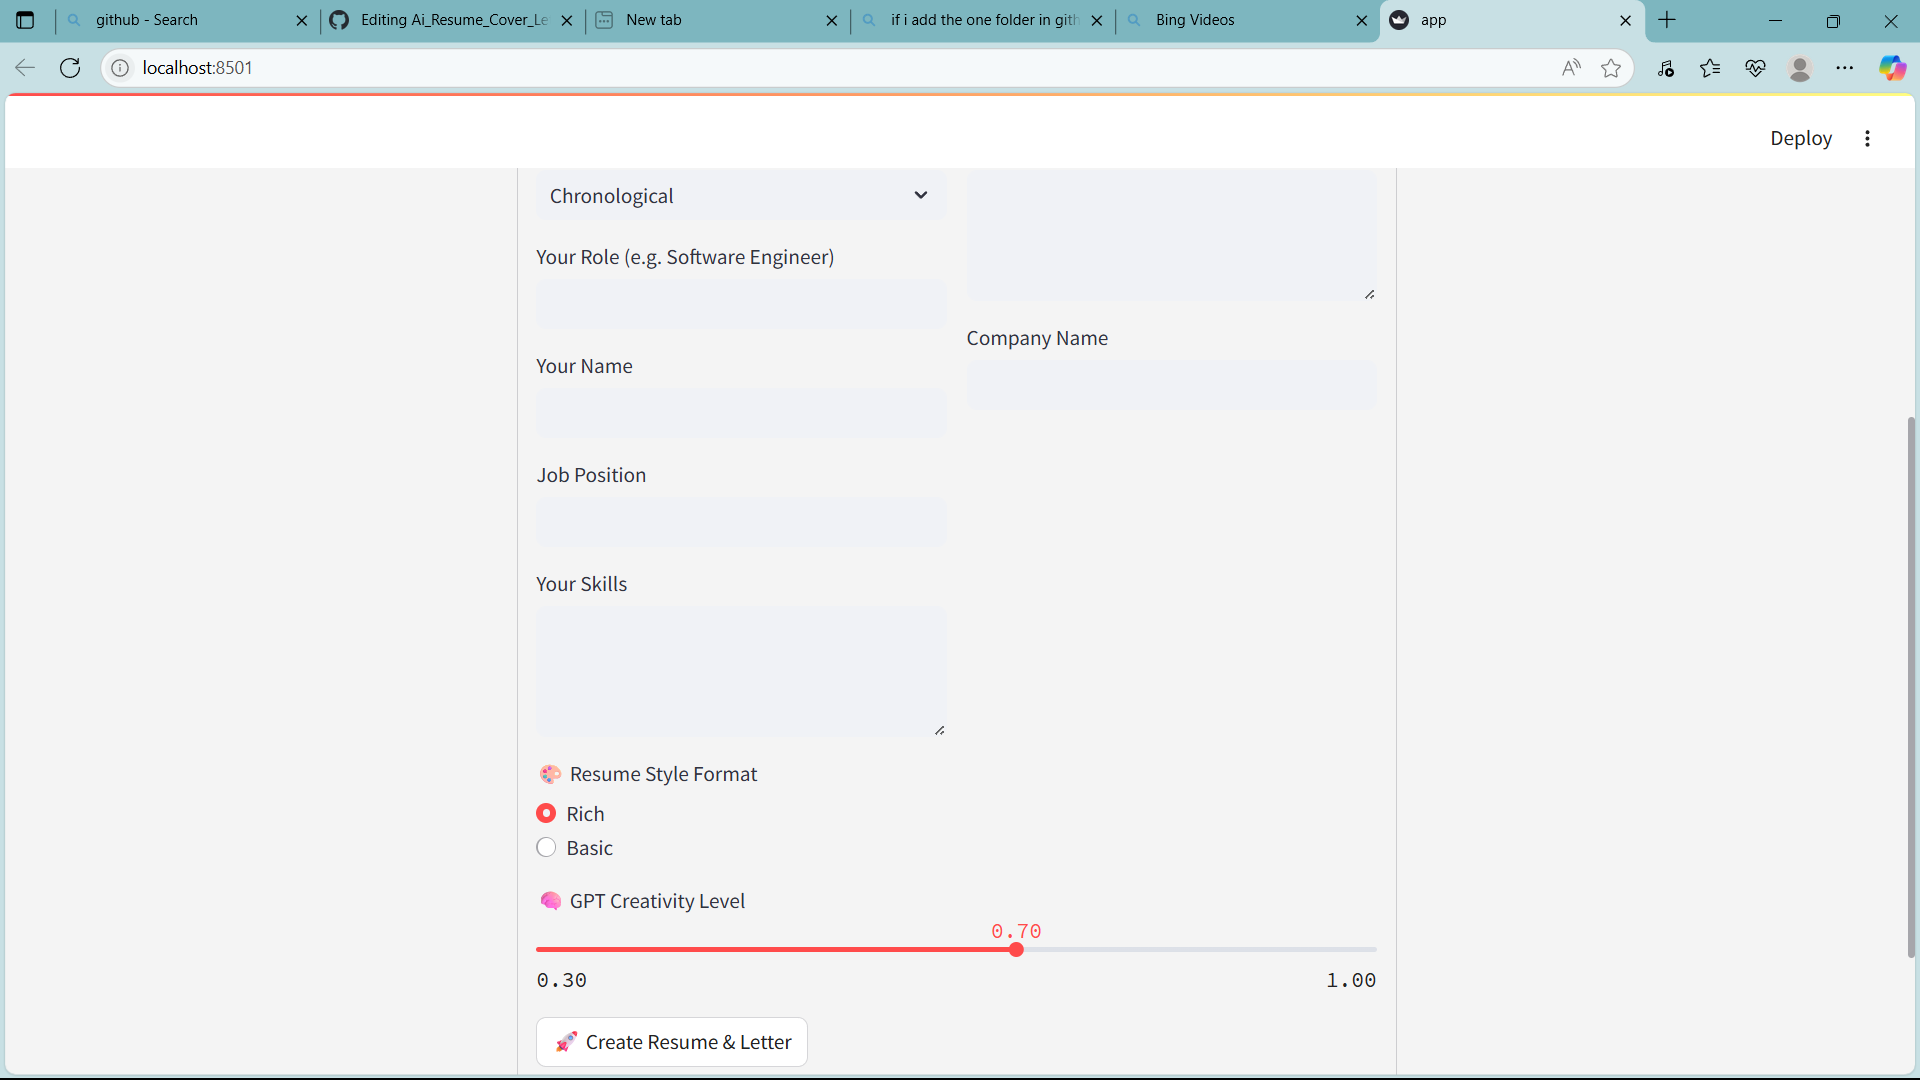 github - Search
Editing Ai_Resume_Cover_Le
New tab
if i add the one folder in gith
Bing Videos
app
localhost:8501
Deploy
Chronological
Your Role (e.g. Software Engineer)
Company Name
Your Name
Job Position
Your Skills
🎨 Resume Style Format
Rich
Basic
🧠 GPT Creativity Level
0.70
0.30
1.00
🚀 Create Resume & Letter